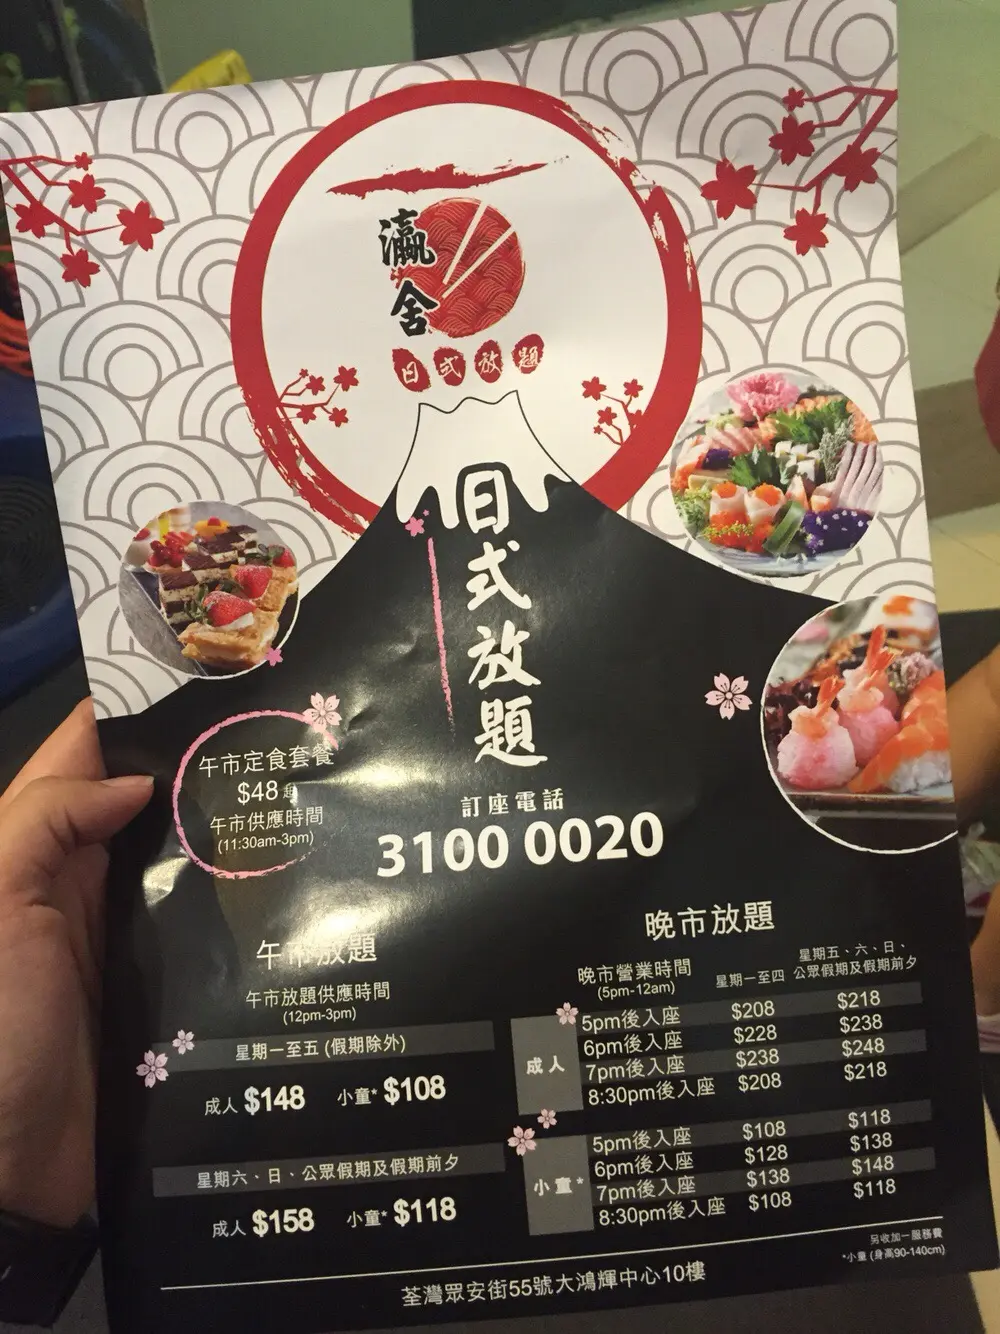 瀛舍
日式放題
日式放題
午市定食套餐
$48起
午市供應時間
(11:30am-3pm)
訂座電話
3100 0020
午市放題
午市放題供應時間
(12pm-3pm)
星期一至五 (假期除外)
成人 $148 小童* $108
星期六、日、公眾假期及假期前夕
成人 $158 小童* $118
晚市放題
晚市營業時間
(5pm-12am)
星期一至四
星期五、六、日、
公眾假期及假期前夕
成人
5pm後入座 $208 $218
6pm後入座 $228 $238
7pm後入座 $238 $248
8:30pm後入座 $208 $218
小童*
5pm後入座 $108 $118
6pm後入座 $128 $138
7pm後入座 $138 $148
8:30pm後入座 $108 $118
另收加一服務費
*小童 (身高90-140cm)
荃灣眾安街55號大鴻輝中心10樓